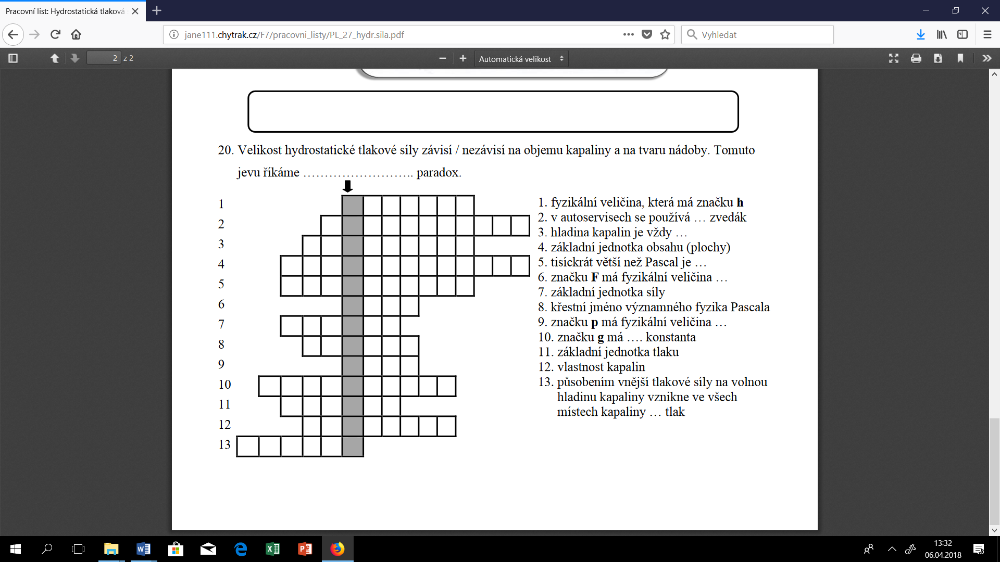 Pracovní list: Hydrostatická tlaková
jane111.chytrak.cz/F7/pracovni_listy/PL_27_hydr.sila.pdf
Vyhledat
2 z 2
Automatická velikost
20. Velikost hydrostatické tlakové síly závisí / nezávisí na objemu kapaliny a na tvaru nádoby. Tomuto
jevu říkáme …………………….. paradox.
1
2
3
4
5
6
7
8
9
10
11
12
13
1. fyzikální veličina, která má značku h
2. v autoservisech se používá … zvedák
3. hladina kapalin je vždy …
4. základní jednotka obsahu (plochy)
5. tisíckrát větší než Pascal je …
6. značku F má fyzikální veličina …
7. základní jednotka síly
8. křestní jméno významného fyzika Pascala
9. značku p má fyzikální veličina …
10. značku g má …. konstanta
11. základní jednotka tlaku
12. vlastnost kapalin
13. působením vnější tlakové síly na volnou
hladinu kapaliny vznikne ve všech
místech kapaliny … tlak
13:32
06.04.2018